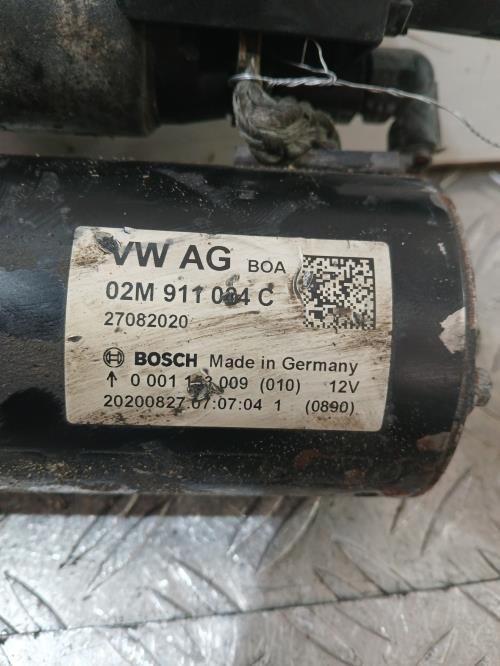 VW AG BOA
02M 911 C
27082020
BOSCH Made in Germany
0 001 009 (010) 12V
20200827 07:07:04 1 (0890)